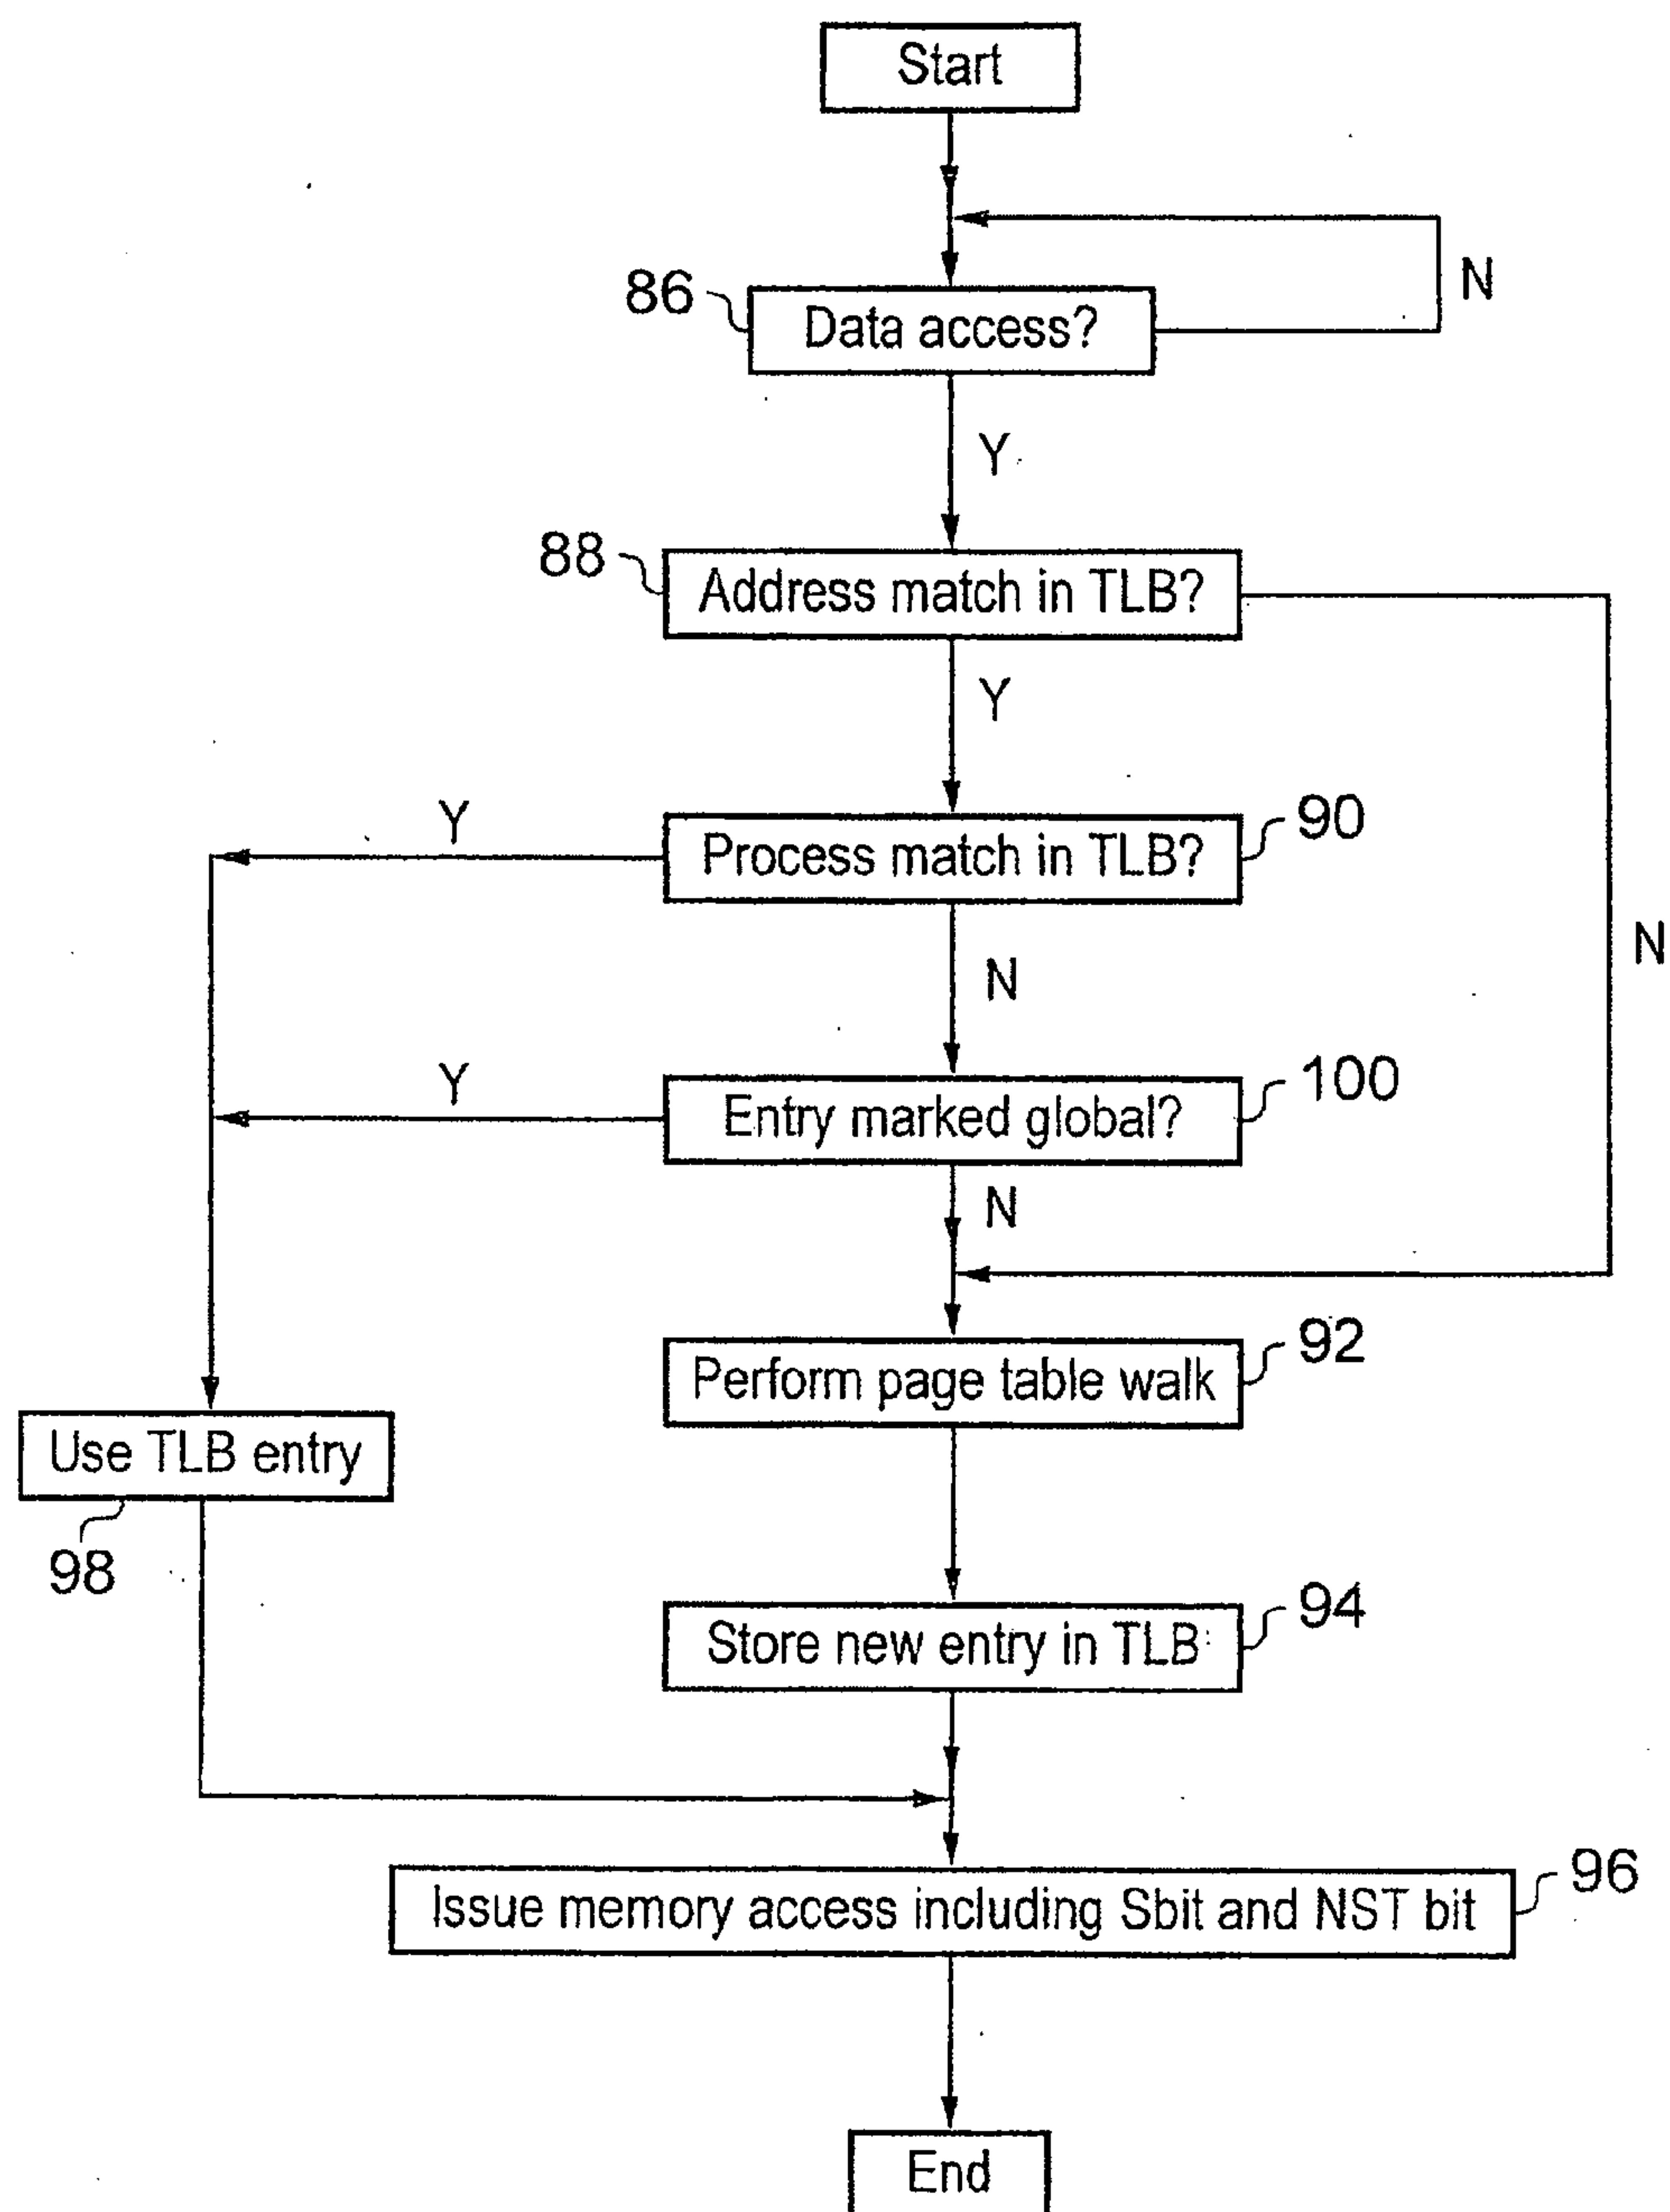 Start
N
86
Data access?
Y
88
Address match in TLB?
Y
90
Y
Process match in TLB?
N
N
100
Y
Entry marked global?
N
92
Perform page table walk
Use TLB entry
98
94
Store new entry in TLB
96
Issue memory access including Sbit and NST bit
End